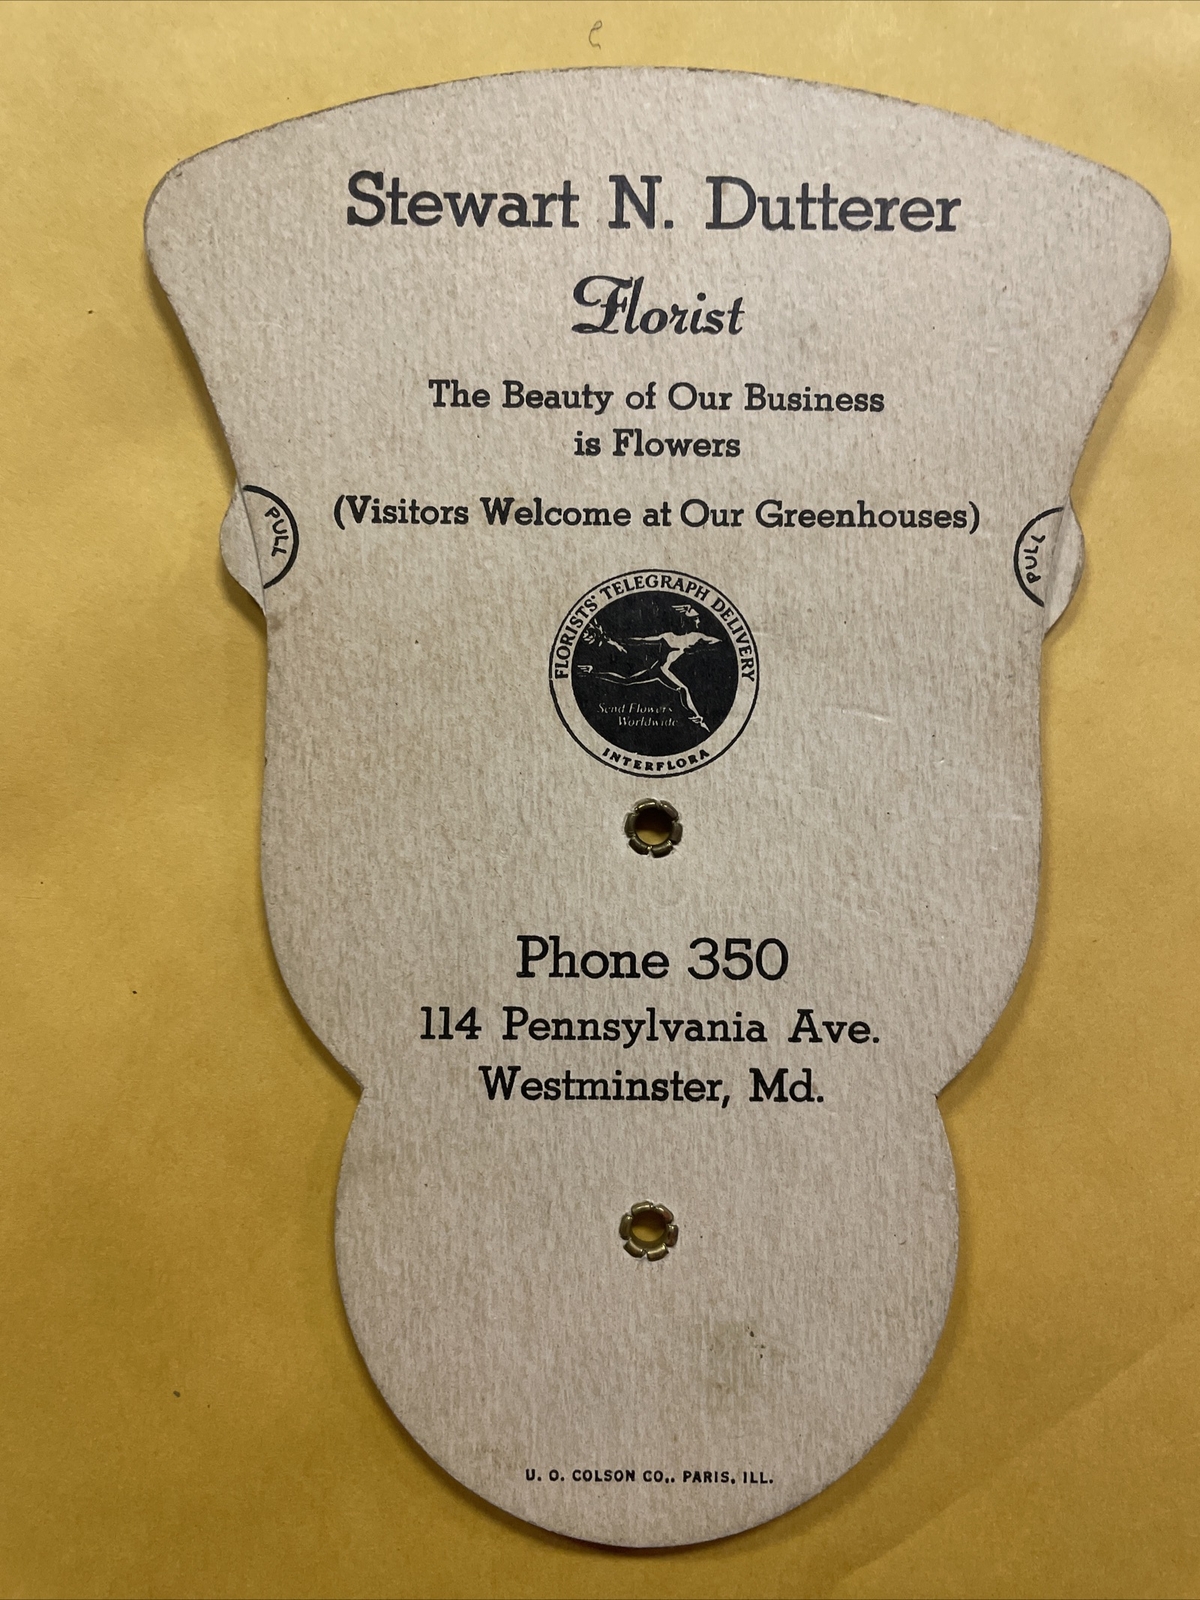 Stewart N. Dutterer
Florist
The Beauty of Our Business
is Flowers
(Visitors Welcome at Our Greenhouses)
PULL
PULL
FLORISTS' TELEGRAPH DELIVERY
Send Flowers
Worldwide
INTERFLORA
Phone 350
114 Pennsylvania Ave.
Westminster, Md.
U. O. COLSON CO., PARIS, ILL.